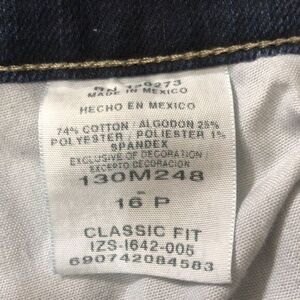 MADE IN MEXICO
HECHO EN MEXICO
74% COTTON / ALGODON 25%
POLYESTER / POLIESTER 1%
SPANDEX
EXCLUSIVE OF DECORATION /
EXCEPTO DECORACION
130M248
-
16 P
CLASSIC FIT
IZS-I642-005
690742084583